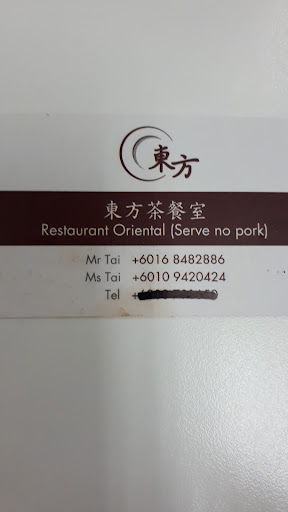 東方
東方茶餐室
Restaurant Oriental (Serve no pork)
Mr Tai +6016 8482886
Ms Tai +6010 9420424
Tel